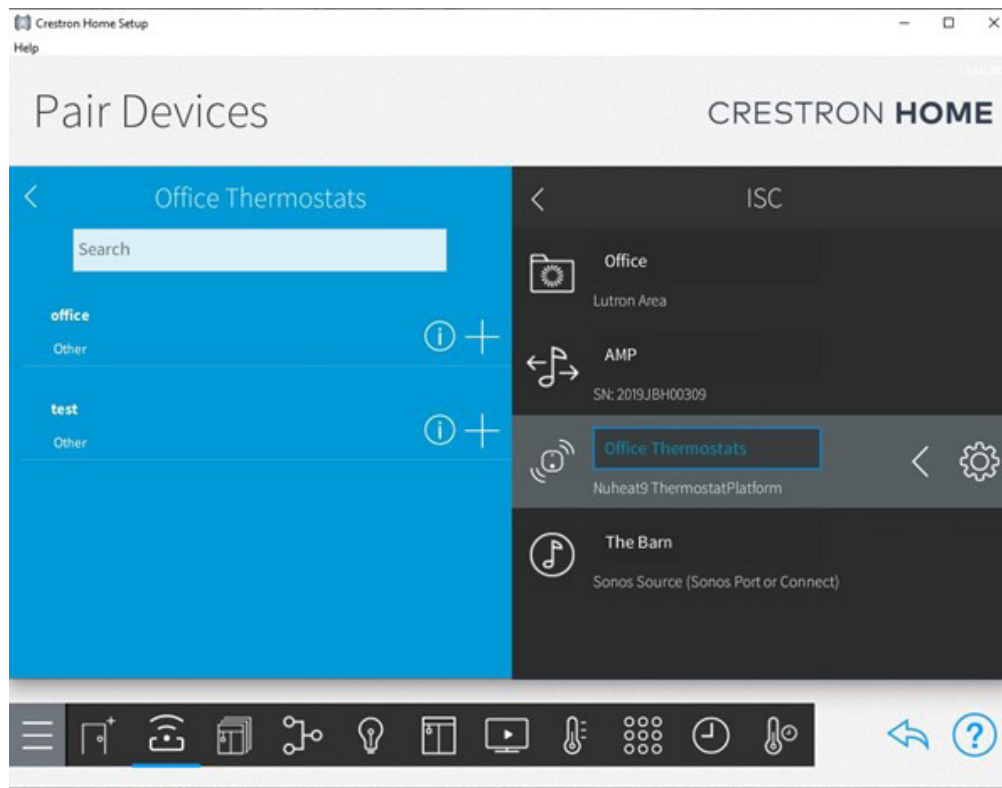 Crestron Home Setup
Help
Pair Devices
CRESTRON HOME
Office Thermostats
Search
office
Other
test
Other
ISC
Office
Lutron Area
AMP
SN: 2019JBH00309
Office Thermostats
Nuheat9 ThermostatPlatform
The Barn
Sonos Source (Sonos Port or Connect)